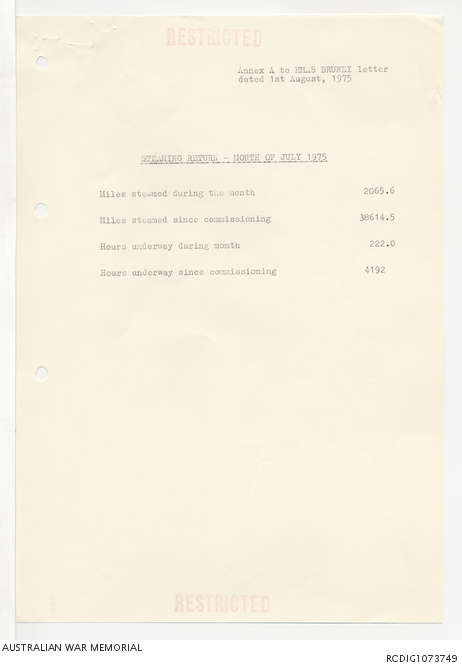 RESTRICTED
Annex A to HMAS BRUNEI letter
dated 1st August, 1975
STEAMING RETURN - MONTH OF JULY 1975
Miles steamed during the month 2065.6
Miles steamed since commissioning 38614.5
Hours underway during month 222.0
Hours underway since commissioning 4192
RESTRICTED
AUSTRALIAN WAR MEMORIAL RCDIG1073749